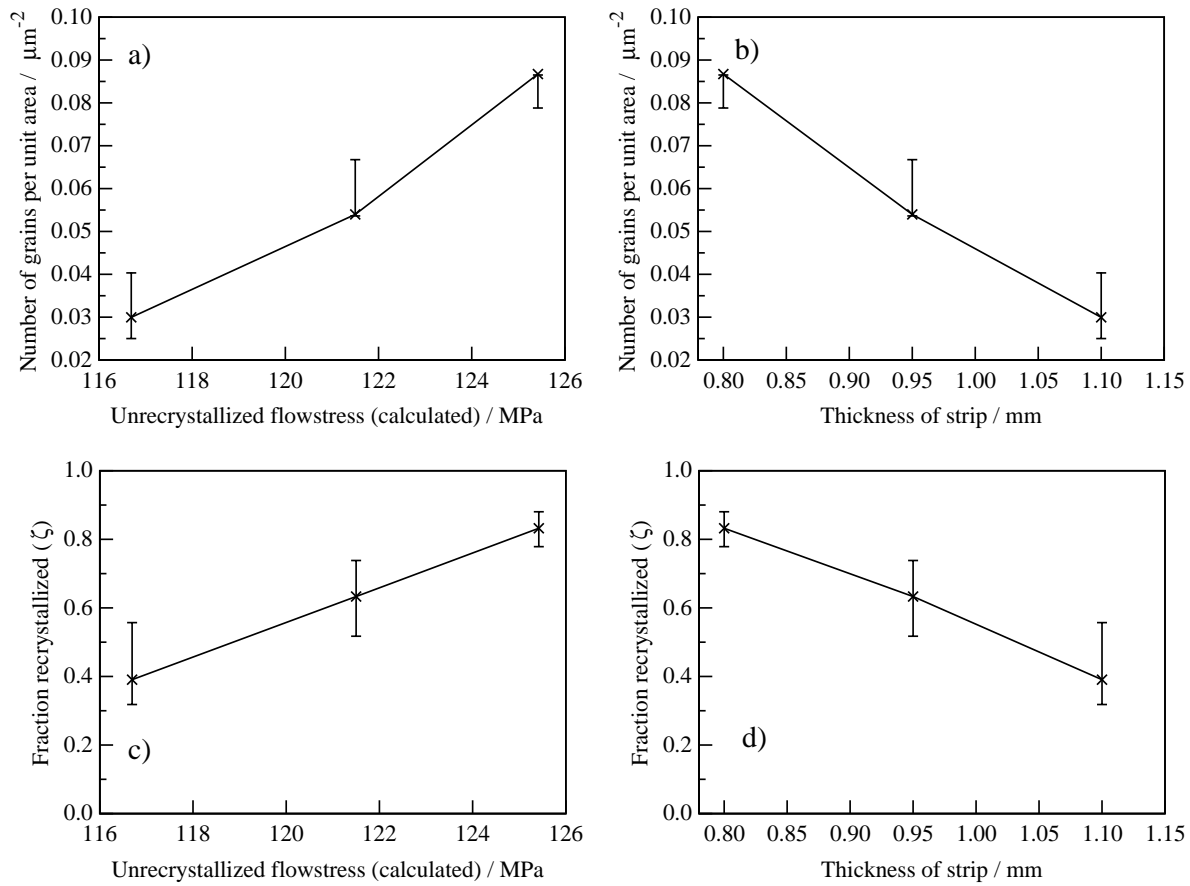 a)
Number of grains per unit area / μm-2
0.10
0.09
0.08
0.07
0.06
0.05
0.04
0.03
0.02
116 118 120 122 124 126
Unrecrystallized flowstress (calculated) / MPa
b)
Number of grains per unit area / μm-2
0.10
0.09
0.08
0.07
0.06
0.05
0.04
0.03
0.02
0.80 0.85 0.90 0.95 1.00 1.05 1.10 1.15
Thickness of strip / mm
c)
Fraction recrystallized (ζ)
1.0
0.8
0.6
0.4
0.2
0.0
116 118 120 122 124 126
Unrecrystallized flowstress (calculated) / MPa
d)
Fraction recrystallized (ζ)
1.0
0.8
0.6
0.4
0.2
0.0
0.80 0.85 0.90 0.95 1.00 1.05 1.10 1.15
Thickness of strip / mm